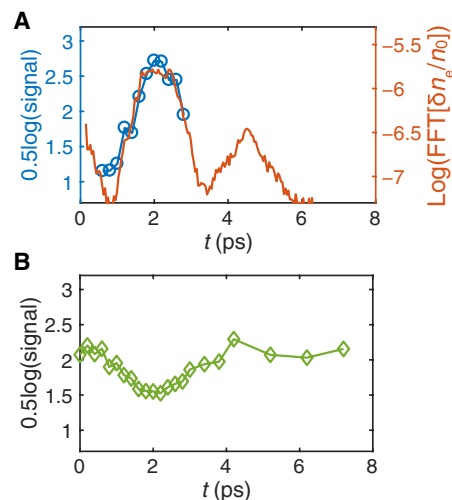 A
3
2.5
2
1.5
1
0.5log(signal)
-5.5
-6
-6.5
-7
Log(FFT[δnₑ/n₀])
0 2 4 6 8
t (ps)
B
3
2.5
2
1.5
1
0.5log(signal)
0 2 4 6 8
t (ps)